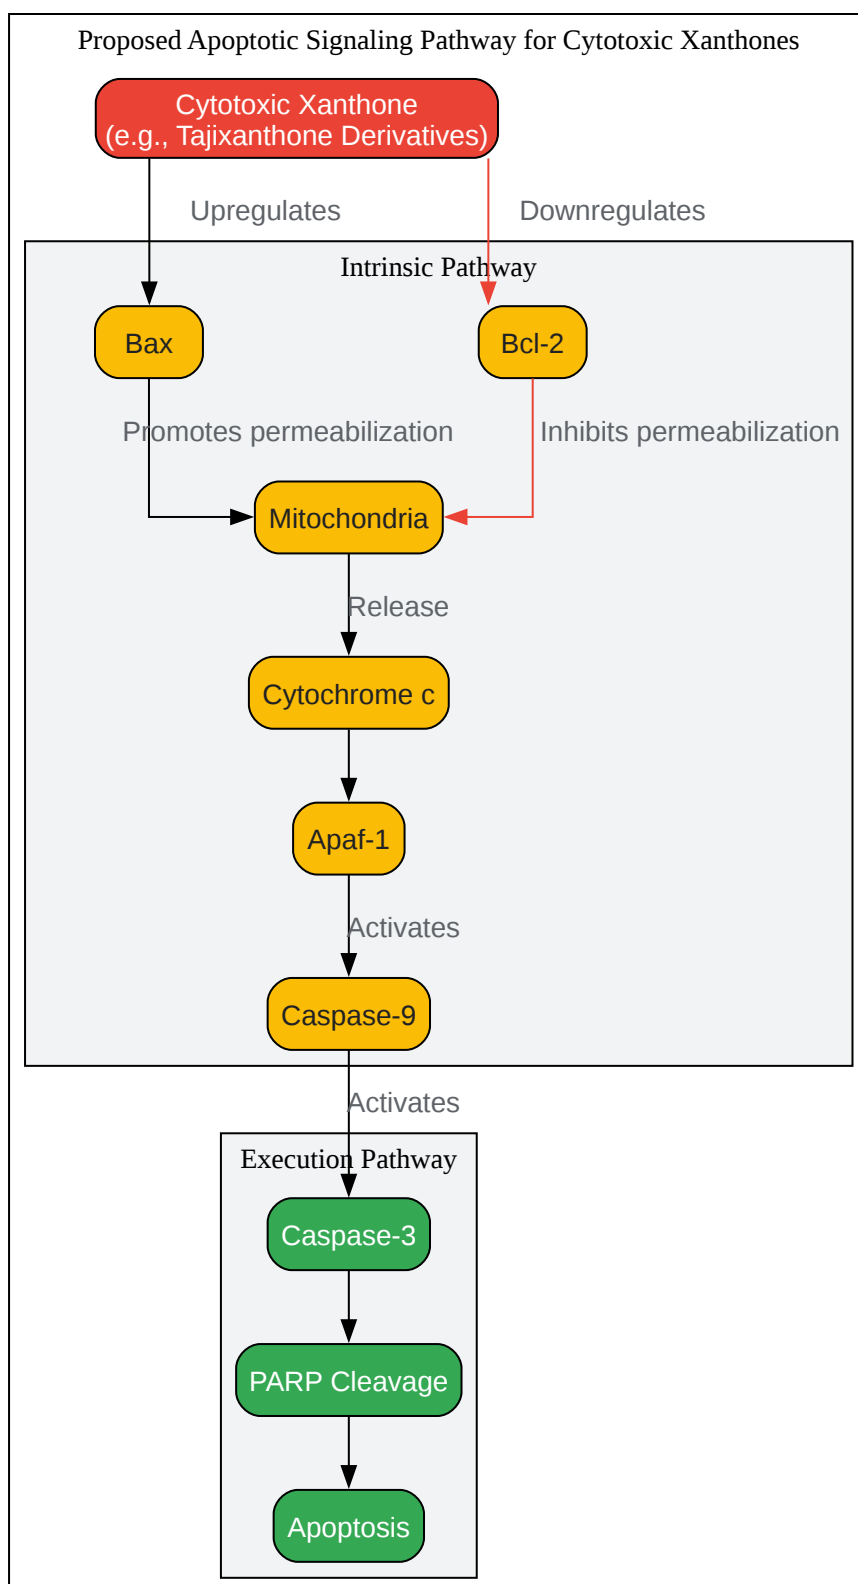 Proposed Apoptotic Signaling Pathway for Cytotoxic Xanthones
Cytotoxic Xanthone
(e.g., Tajixanthone Derivatives)
Upregulates
Downregulates
Intrinsic Pathway
Bax
Bcl-2
Promotes permeabilization
Inhibits permeabilization
Mitochondria
Release
Cytochrome c
Apaf-1
Activates
Caspase-9
Activates
Execution Pathway
Caspase-3
PARP Cleavage
Apoptosis